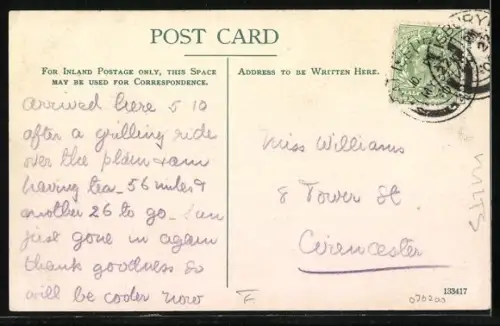 POST CARD
FOR INLAND POSTAGE ONLY, THIS SPACE
MAY BE USED FOR CORRESPONDENCE.
ADDRESS TO BE WRITTEN HERE.
arrived here 5 10
after a grilling ride
over the plain & am
having tea - 56 miles &
another 26 to go - Sun
just gone in again
thank goodness so
will be cooler now
Miss Williams
8 Tower St.
Cirencester
WILTS
F
133417